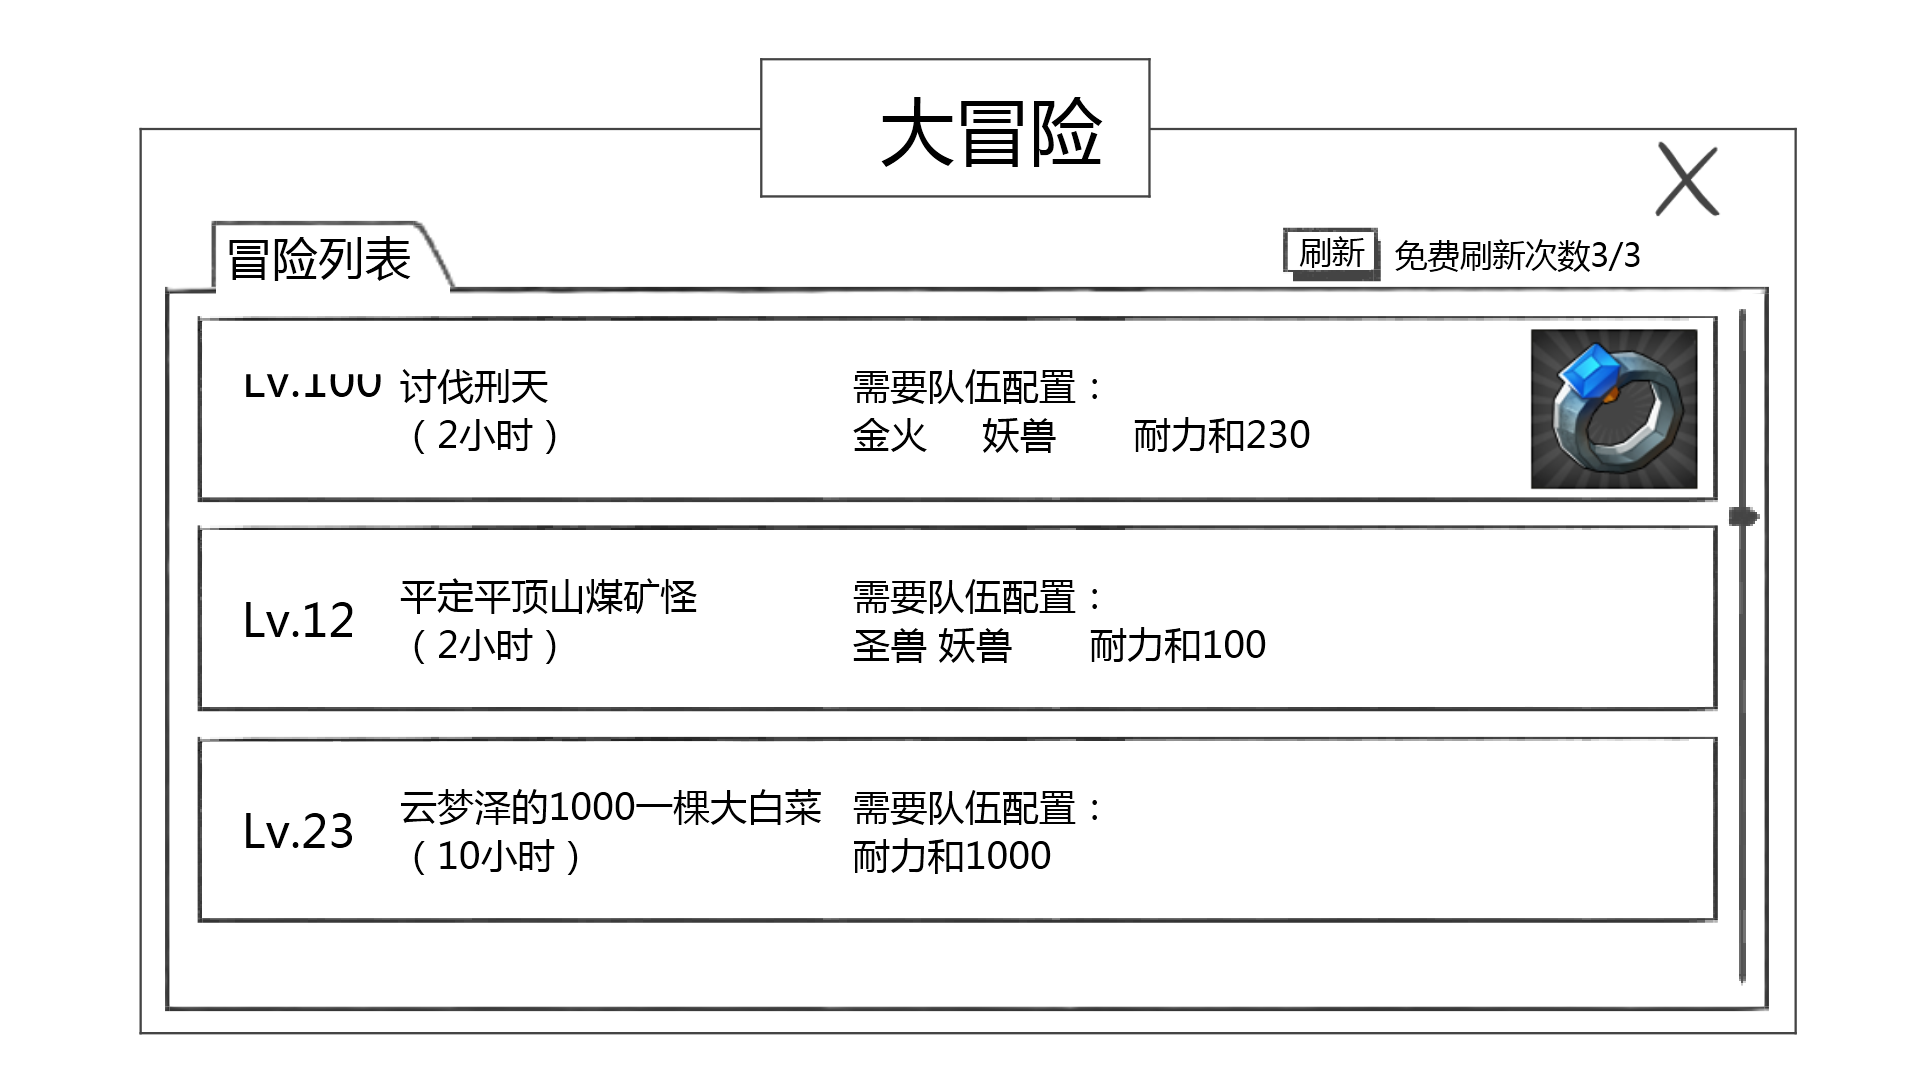 大冒险
冒险列表
刷新 免费刷新次数3/3
Lv.100 讨伐刑天
（2小时）
需要队伍配置：
金火 妖兽 耐力和230
Lv.12 平定平顶山煤矿怪
（2小时）
需要队伍配置：
圣兽 妖兽 耐力和100
Lv.23 云梦泽的1000一棵大白菜
（10小时）
需要队伍配置：
耐力和1000